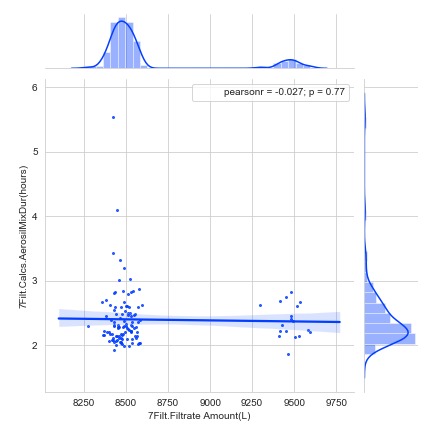 pearsonr = -0.027; p = 0.77
6
5
4
3
2
7Filt.Calcs.AerosilMixDur(hours)
8250 8500 8750 9000 9250 9500 9750
7Filt.Filtrate Amount(L)